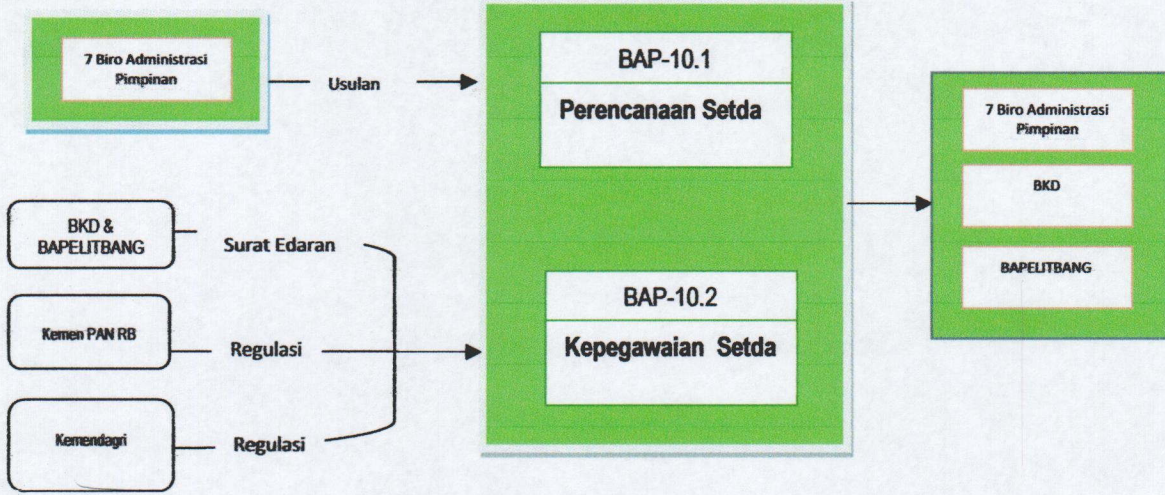 7 Biro Administrasi
Pimpinan
Usulan
BKD &
BAPELITBANG
Surat Edaran
Kemen PAN RB
Regulasi
Kemendagri
Regulasi
BAP-10.1
Perencanaan Setda
BAP-10.2
Kepegawaian Setda
7 Biro Administrasi
Pimpinan
BKD
BAPELITBANG